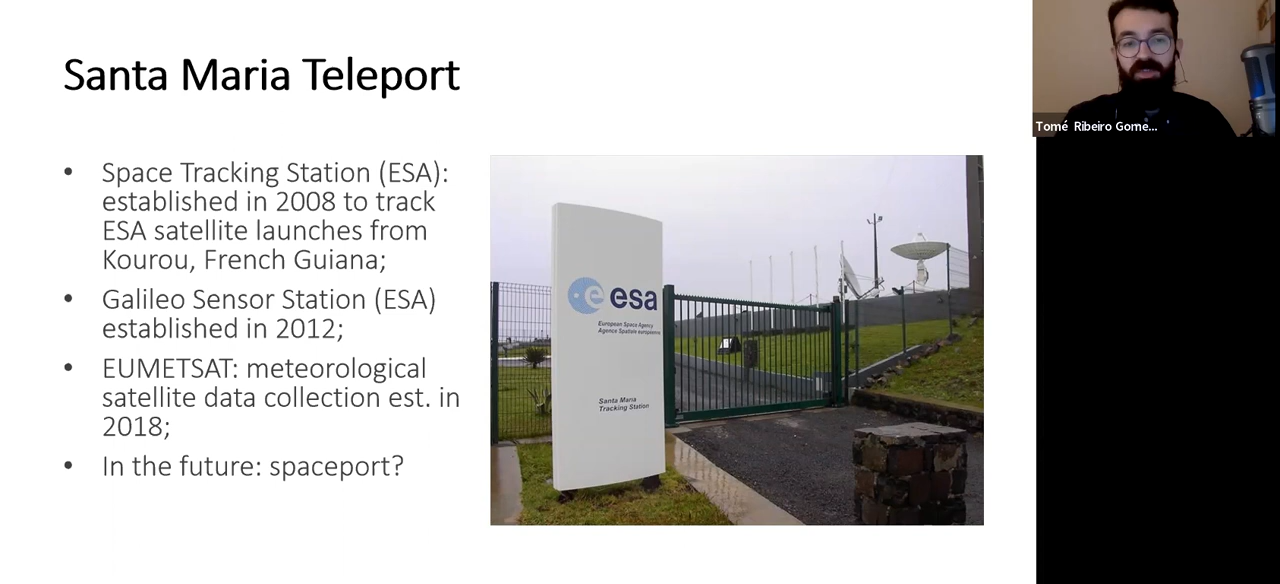 Santa Maria Teleport
• Space Tracking Station (ESA):
established in 2008 to track
ESA satellite launches from
Kourou, French Guiana;
• Galileo Sensor Station (ESA)
established in 2012;
• EUMETSAT: meteorological
satellite data collection est. in
2018;
• In the future: spaceport?
esa
European Space Agency
Agence Spatiale européenne
Santa Maria
Tracking Station
Tomé Ribeiro Gome...